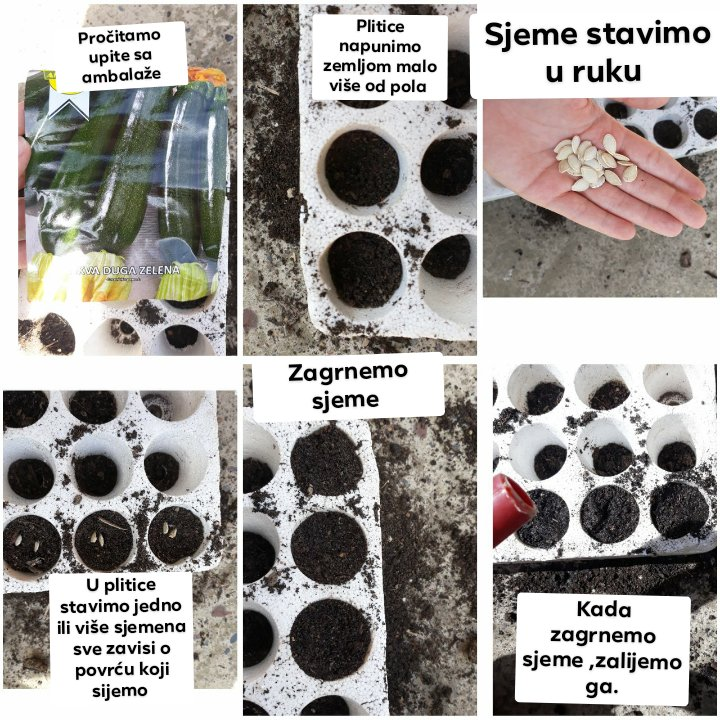 Pročitamo
upite sa
ambalaže
Plitice
napunimo
zemljom malo
više od pola
Sjeme stavimo
u ruku
KVA DUGA ZELENA
U plitice
stavimo jedno
ili više sjemena
sve zavisi o
povrću koji
sijemo
Zagrnemo
sjeme
Kada
zagrnemo
sjeme ,zalijemo
ga.